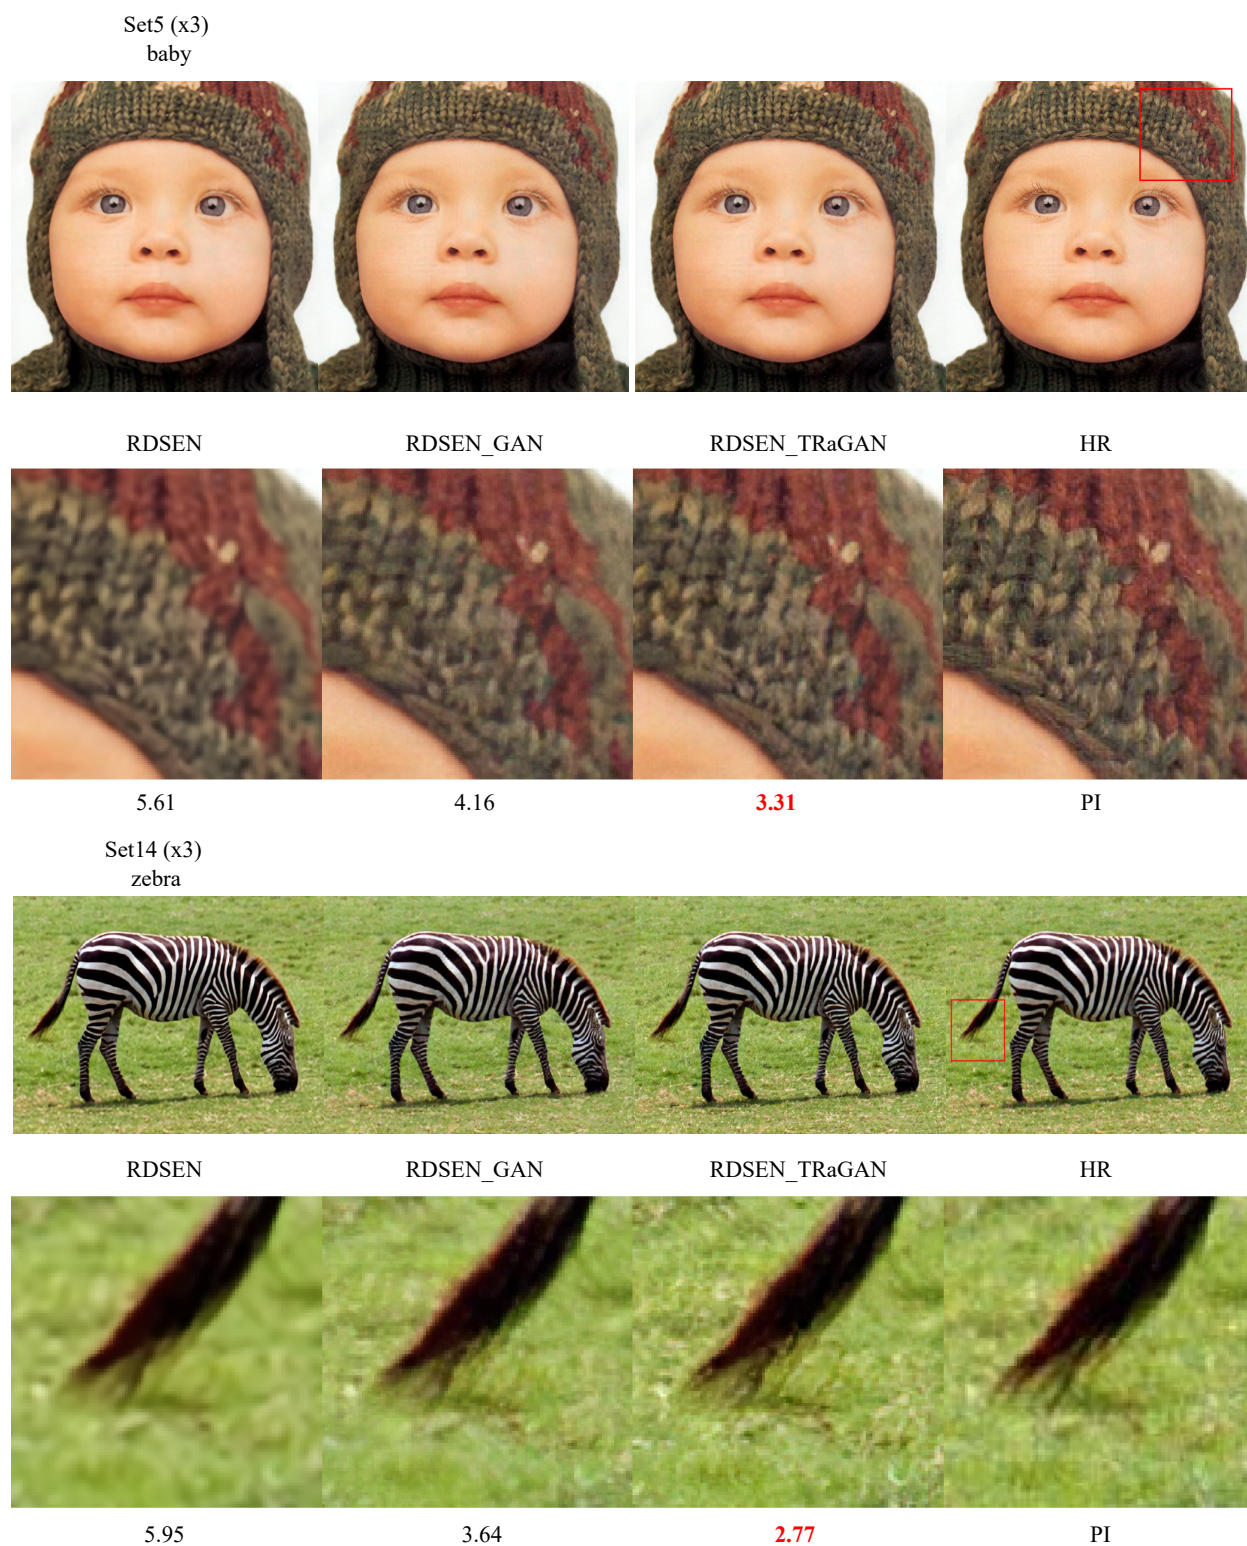 Set5 (x3)
baby
RDSEN RDSEN_GAN RDSEN_TRaGAN HR
5.61 4.16 3.31 PI
Set14 (x3)
zebra
RDSEN RDSEN_GAN RDSEN_TRaGAN HR
5.95 3.64 2.77 PI